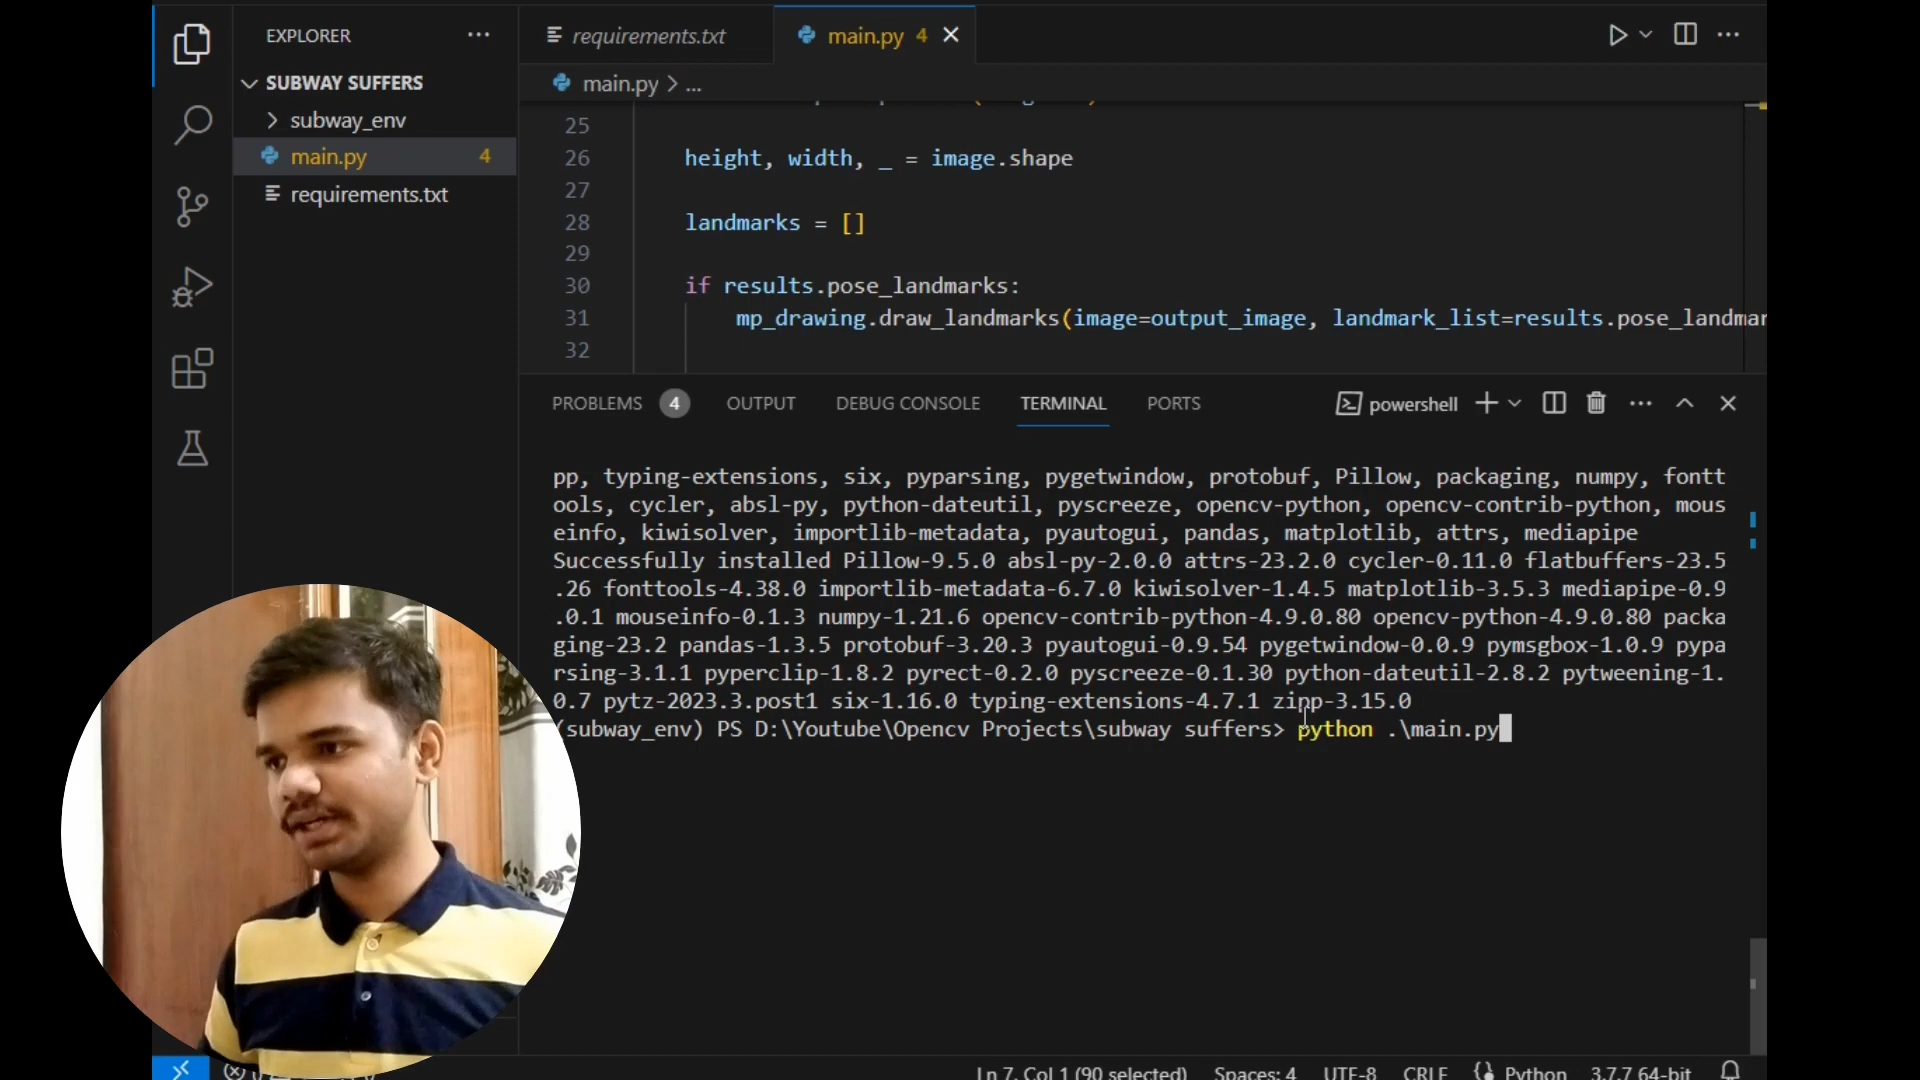 EXPLORER
SUBWAY SUFFERS
subway_env
main.py 4
requirements.txt
requirements.txt
main.py 4
main.py > ...
25
26 height, width, _ = image.shape
27
28 landmarks = []
29
30 if results.pose_landmarks:
31 mp_drawing.draw_landmarks(image=output_image, landmark_list=results.pose_landmar
32
PROBLEMS 4 OUTPUT DEBUG CONSOLE TERMINAL PORTS
powershell
pp, typing-extensions, six, pyparsing, pygetwindow, protobuf, Pillow, packaging, numpy, fontt
ools, cycler, absl-py, python-dateutil, pyscreeze, opencv-python, opencv-contrib-python, mous
einfo, kiwisolver, importlib-metadata, pyautogui, pandas, matplotlib, attrs, mediapipe
Successfully installed Pillow-9.5.0 absl-py-2.0.0 attrs-23.2.0 cycler-0.11.0 flatbuffers-23.5
.26 fonttools-4.38.0 importlib-metadata-6.7.0 kiwisolver-1.4.5 matplotlib-3.5.3 mediapipe-0.9
.0.1 mouseinfo-0.1.3 numpy-1.21.6 opencv-contrib-python-4.9.0.80 opencv-python-4.9.0.80 packa
ging-23.2 pandas-1.3.5 protobuf-3.20.3 pyautogui-0.9.54 pygetwindow-0.0.9 pymsgbox-1.0.9 pypa
rsing-3.1.1 pyperclip-1.8.2 pyrect-0.2.0 pyscreeze-0.1.30 python-dateutil-2.8.2 pytweening-1.
0.7 pytz-2023.3.post1 six-1.16.0 typing-extensions-4.7.1 zipp-3.15.0
(subway_env) PS D:\Youtube\Opencv Projects\subway suffers> python .\main.py
Ln 7, Col 1 (90 selected) Spaces: 4 UTF-8 CRLF Python 3.7.7 64-bit